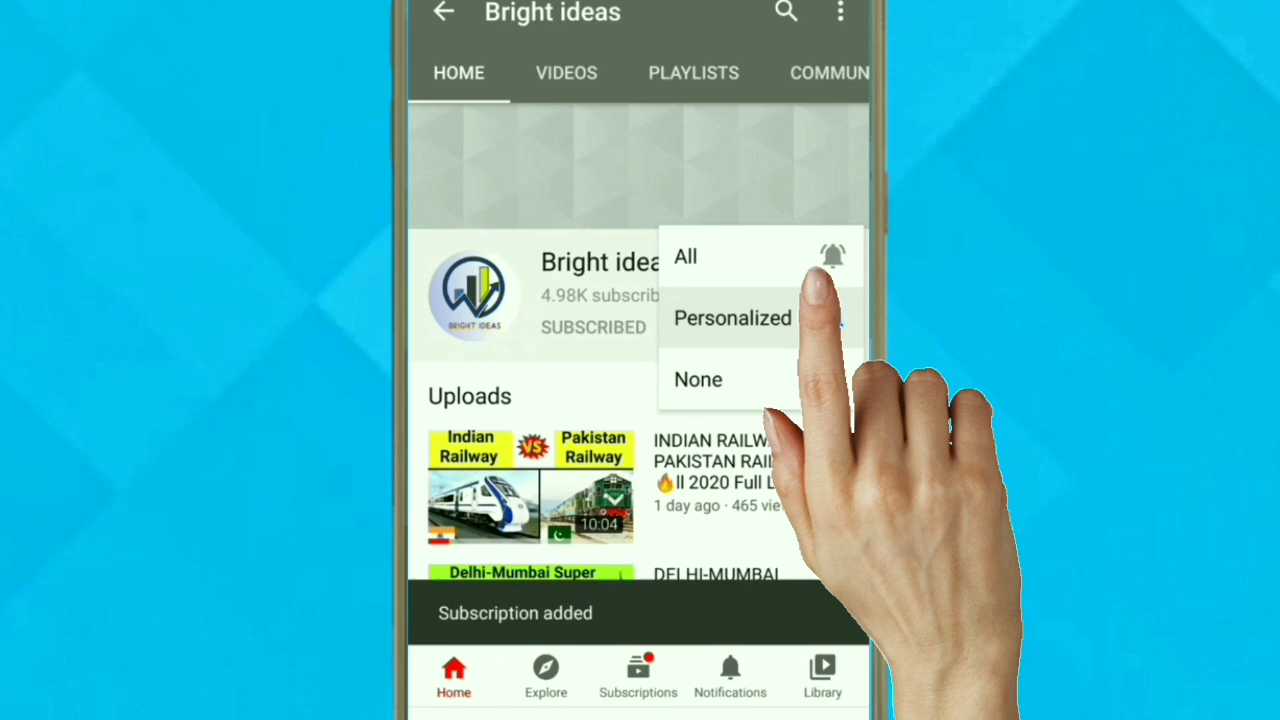 Bright ideas
HOME VIDEOS PLAYLISTS COMMUN
Bright idea
4.98K subscrib
SUBSCRIBED
BRIGHT IDEAS
All
Personalized
None
Uploads
Indian
Railway
VS
Pakistan
Railway
10:04
INDIAN RAILW
PAKISTAN RAI
🔥ll 2020 Full L
1 day ago · 465 vie
Delhi-Mumbai Super
DELHI-MUMBAI
Subscription added
Home Explore Subscriptions Notifications Library